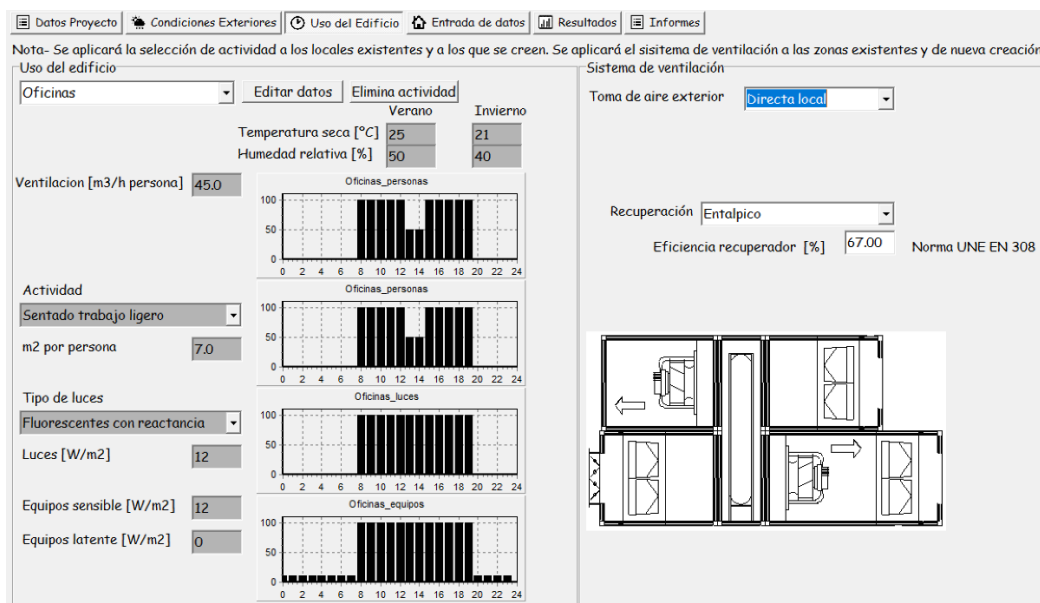 Datos Proyecto Condiciones Exteriores Uso del Edificio Entrada de datos Resultados Informes
Nota- Se aplicará la selección de actividad a los locales existentes y a los que se creen. Se aplicará el sisitema de ventilación a las zonas existentes y de nueva creación
Uso del edificio
Oficinas Editar datos Elimina actividad
Verano Invierno
Temperatura seca [ºC] 25 21
Humedad relativa [%] 50 40
Ventilacion [m3/h persona] 45.0
Oficinas_personas
100
50
0
0 2 4 6 8 10 12 14 16 18 20 22 24
Actividad
Sentado trabajo ligero
m2 por persona 7.0
Oficinas_personas
100
50
0
0 2 4 6 8 10 12 14 16 18 20 22 24
Tipo de luces
Fluorescentes con reactancia
Luces [W/m2] 12
Oficinas_luces
100
50
0
0 2 4 6 8 10 12 14 16 18 20 22 24
Equipos sensible [W/m2] 12
Equipos latente [W/m2] 0
Oficinas_equipos
100
50
0
0 2 4 6 8 10 12 14 16 18 20 22 24
Sistema de ventilación
Toma de aire exterior Directa local
Recuperación Entalpico
Eficiencia recuperador [%] 67.00 Norma UNE EN 308